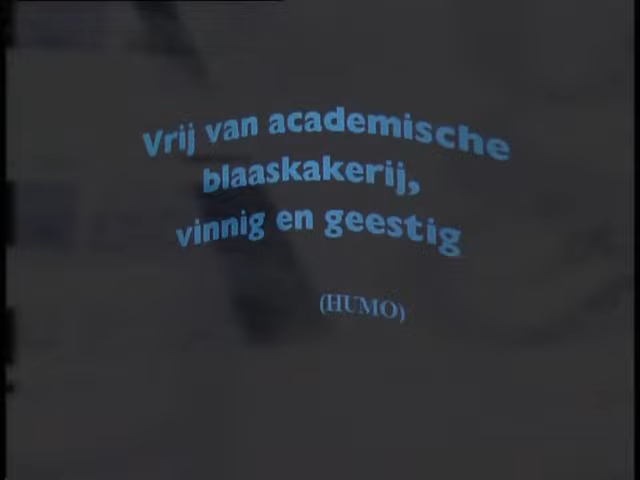 Vrij van academische
blaaskakerij,
vinnig en geestig
(HUMO)